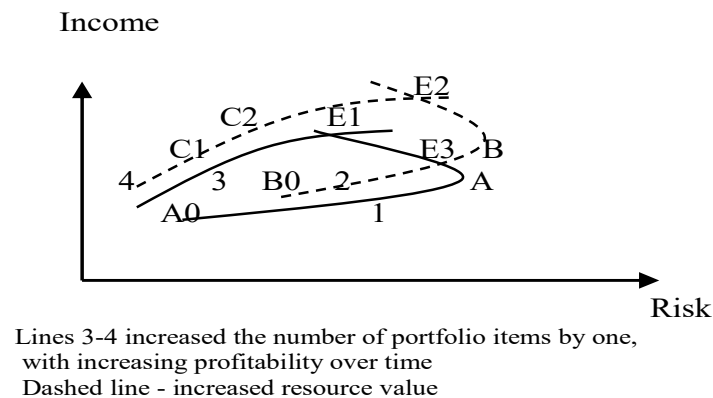 Income
E2
C2 E1
C1 E3 B
4 3 B0 2 A
A0 1
Risk
Lines 3-4 increased the number of portfolio items by one,
with increasing profitability over time
Dashed line - increased resource value